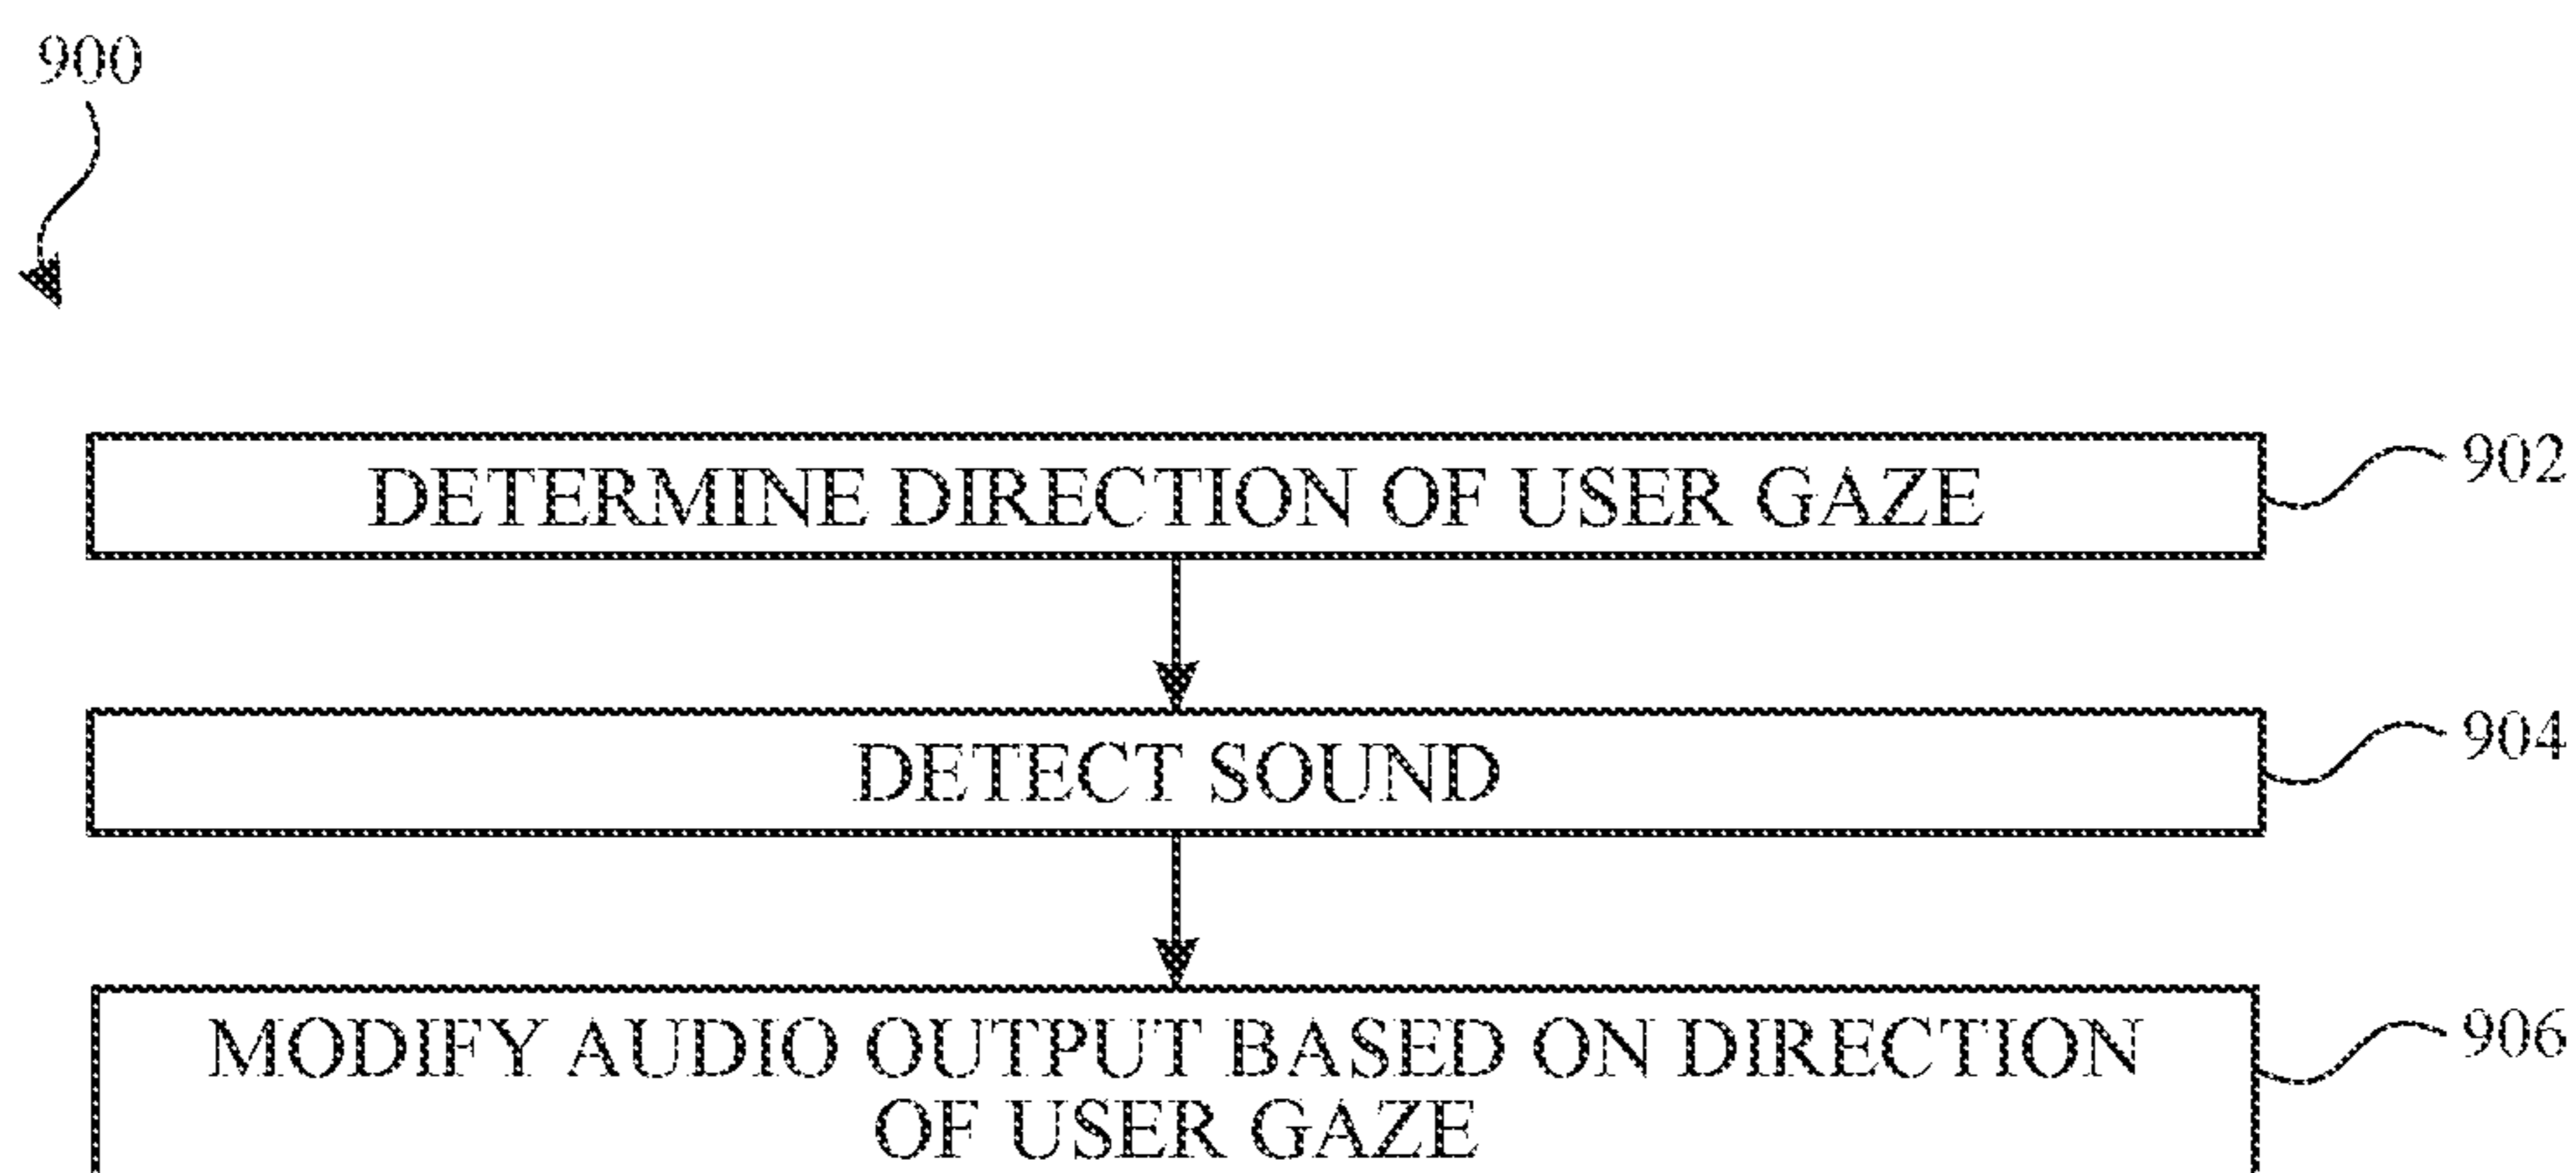 900
DETERMINE DIRECTION OF USER GAZE
902
DETECT SOUND
904
MODIFY AUDIO OUTPUT BASED ON DIRECTION
OF USER GAZE
906